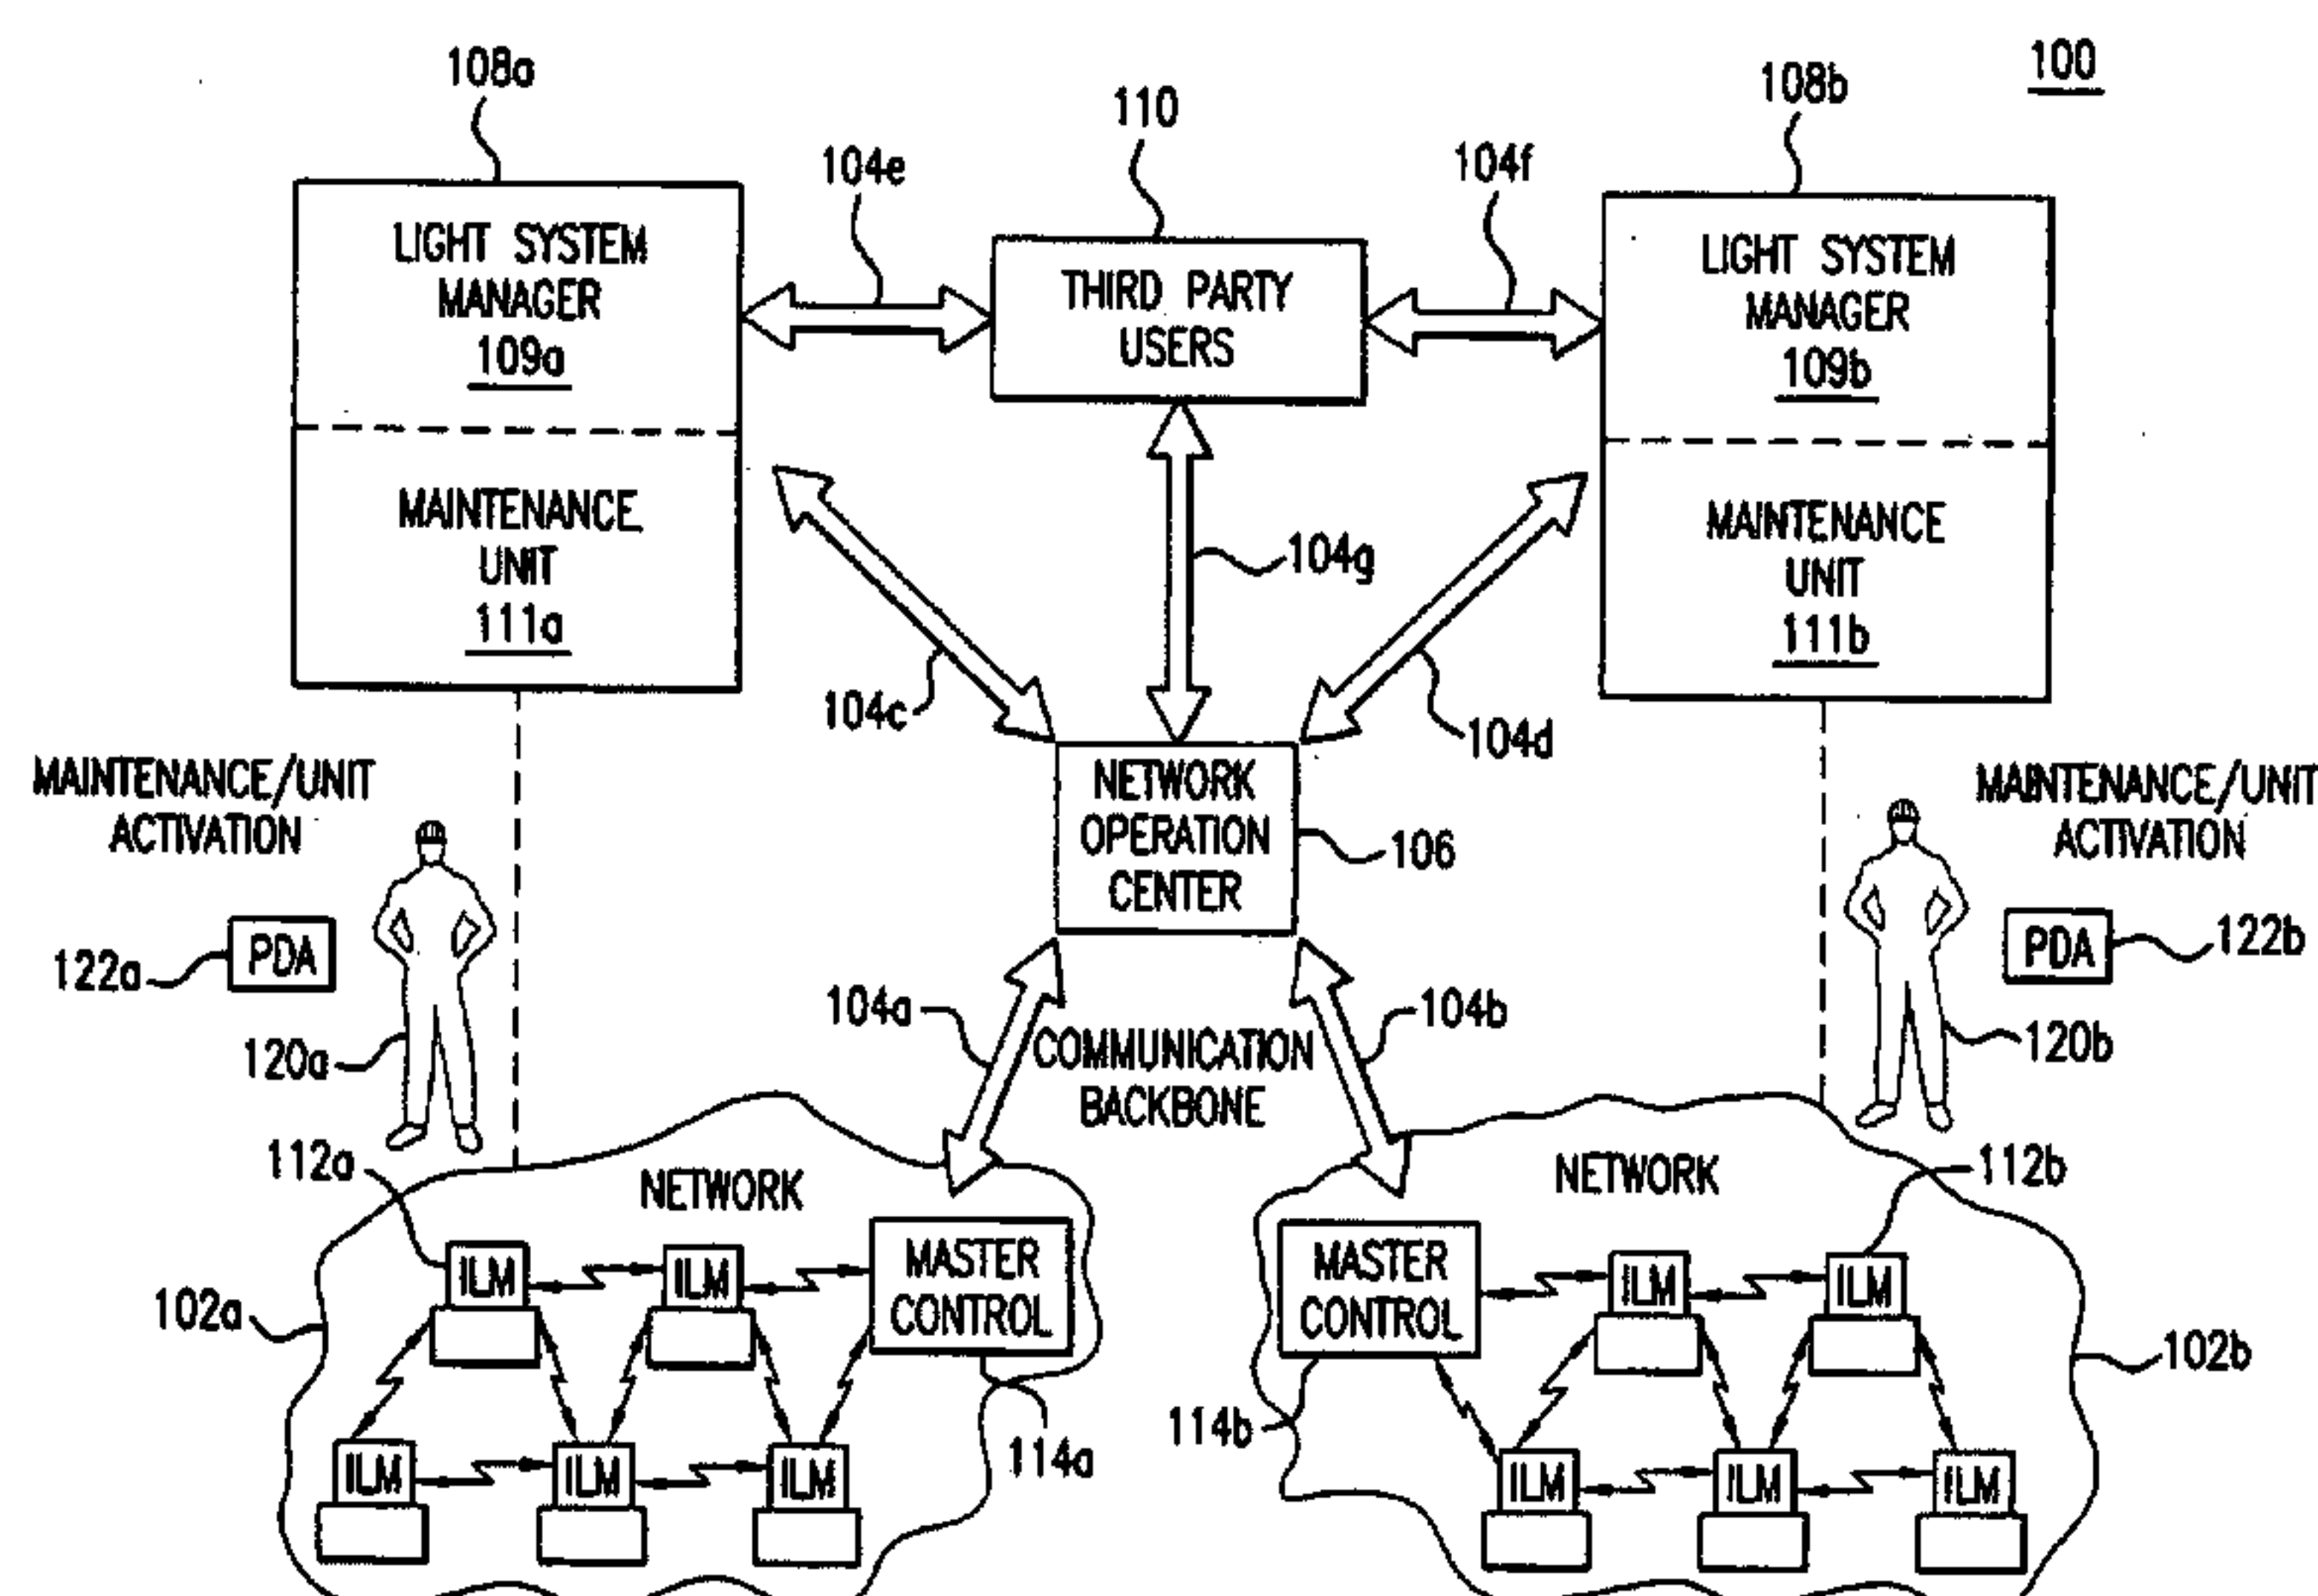 100
108a
110
108b
104e
104f
LIGHT SYSTEM
MANAGER
109a
THIRD PARTY
USERS
LIGHT SYSTEM
MANAGER
109b
MAINTENANCE
UNIT
111a
104g
MAINTENANCE
UNIT
111b
104c
104d
MAINTENANCE/UNIT
ACTIVATION
NETWORK
OPERATION
CENTER
106
MAINTENANCE/UNIT
ACTIVATION
122a
PDA
PDA
122b
120a
104a
COMMUNICATION
BACKBONE
104b
120b
112a
NETWORK
NETWORK
112b
102a
ILM
ILM
MASTER
CONTROL
MASTER
CONTROL
ILM
ILM
102b
114a
114b
ILM
ILM
ILM
ILM
ILM
ILM